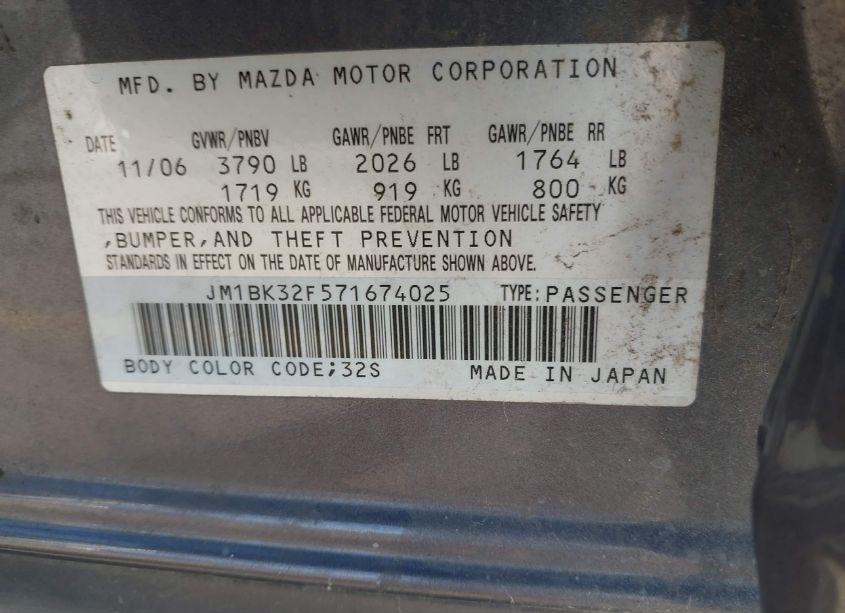 MFD. BY MAZDA MOTOR CORPORATION
DATE GVWR/PNBV GAWR/PNBE FRT GAWR/PNBE RR
11/06 3790 LB 2026 LB 1764 LB
1719 KG 919 KG 800 KG
THIS VEHICLE CONFORMS TO ALL APPLICABLE FEDERAL MOTOR VEHICLE SAFETY
,BUMPER,AND THEFT PREVENTION
STANDARDS IN EFFECT ON THE DATE OF MANUFACTURE SHOWN ABOVE.
JM1BK32F571674025 TYPE:PASSENGER
BODY COLOR CODE;32S MADE IN JAPAN